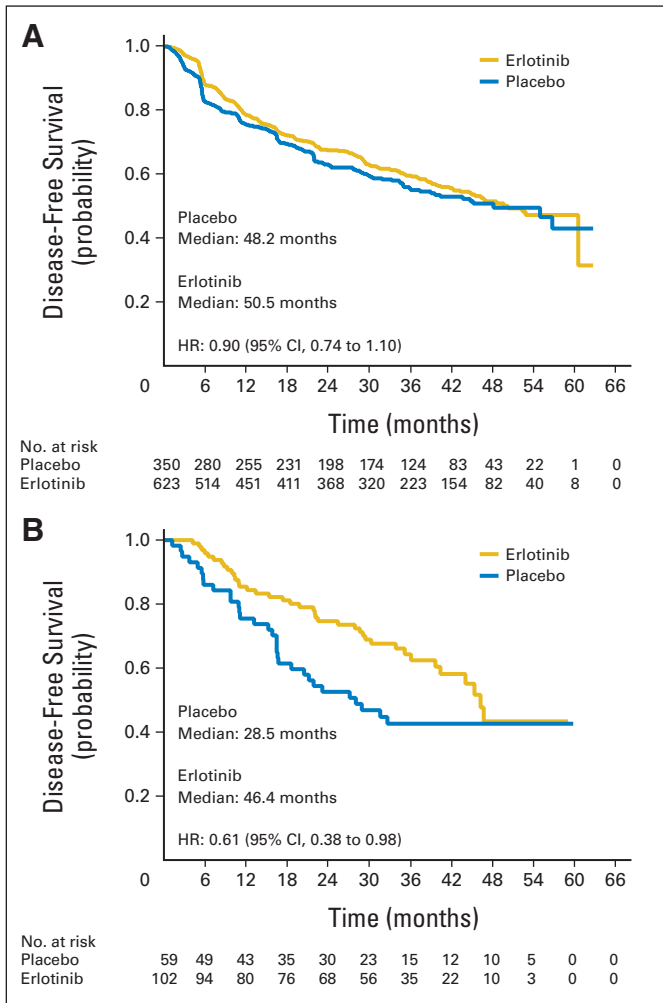 A
Disease-Free Survival
(probability)
1.0
0.8
0.6
0.4
0.2
Erlotinib
Placebo
Placebo
Median: 48.2 months
Erlotinib
Median: 50.5 months
HR: 0.90 (95% CI, 0.74 to 1.10)
0 6 12 18 24 30 36 42 48 54 60 66
Time (months)
No. at risk
Placebo 350 280 255 231 198 174 124 83 43 22 1 0
Erlotinib 623 514 451 411 368 320 223 154 82 40 8 0
B
Disease-Free Survival
(probability)
1.0
0.8
0.6
0.4
0.2
Erlotinib
Placebo
Placebo
Median: 28.5 months
Erlotinib
Median: 46.4 months
HR: 0.61 (95% CI, 0.38 to 0.98)
0 6 12 18 24 30 36 42 48 54 60 66
Time (months)
No. at risk
Placebo 59 49 43 35 30 23 15 12 10 5 0 0
Erlotinib 102 94 80 76 68 56 35 22 10 3 0 0